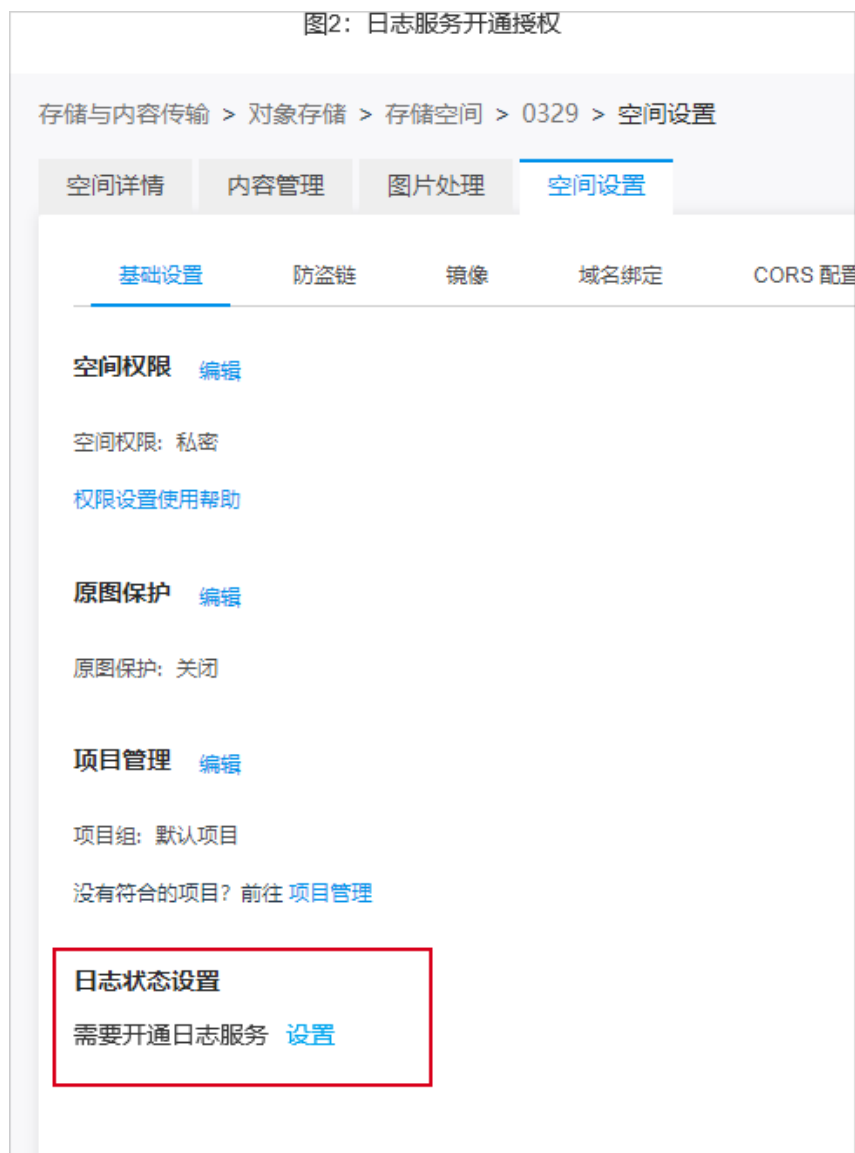 图2：日志服务开通授权
存储与内容传输 > 对象存储 > 存储空间 > 0329 > 空间设置
空间详情 内容管理 图片处理 空间设置
基础设置 防盗链 镜像 域名绑定 CORS 配置
空间权限 编辑
空间权限: 私密
权限设置使用帮助
原图保护 编辑
原图保护: 关闭
项目管理 编辑
项目组: 默认项目
没有符合的项目? 前往 项目管理
日志状态设置
需要开通日志服务 设置